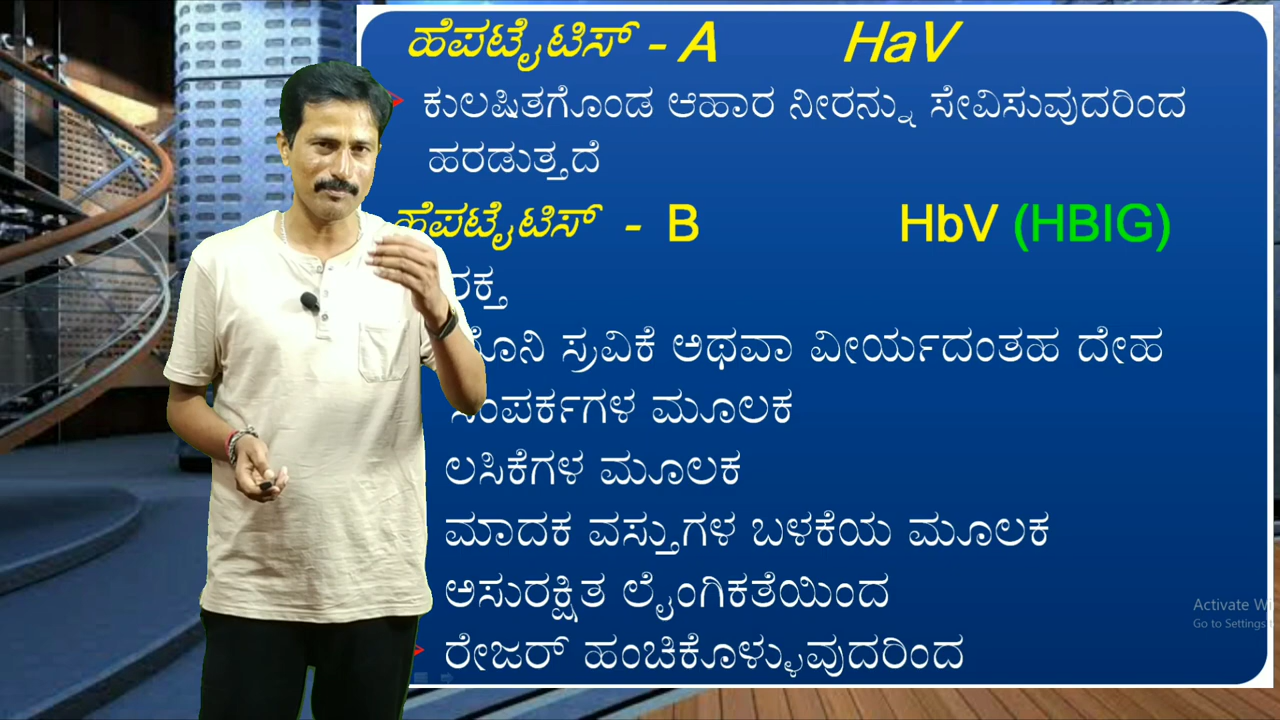 ಹೆಪಟೈಟಿಸ್ - A HaV
ಕುಲಷಿತಗೊಂಡ ಆಹಾರ ನೀರನ್ನು ಸೇವಿಸುವುದರಿಂದ
ಹರಡುತ್ತದೆ
ಹೆಪಟೈಟಿಸ್ - B HbV (HBIG)
ರಕ್ತ
ಸ್ರವಿಕೆ ಅಥವಾ ವೀರ್ಯದಂತಹ ದೇಹ
ಸಂಪರ್ಕಗಳ ಮೂಲಕ
ಲಸಿಕೆಗಳ ಮೂಲಕ
ಮಾದಕ ವಸ್ತುಗಳ ಬಳಕೆಯ ಮೂಲಕ
ಅಸುರಕ್ಷಿತ ಲೈಂಗಿಕತೆಯಿಂದ
Activate
Go to Settings
ರೇಜರ್ ಹಂಚಿಕೊಳ್ಳುವುದರಿಂದ